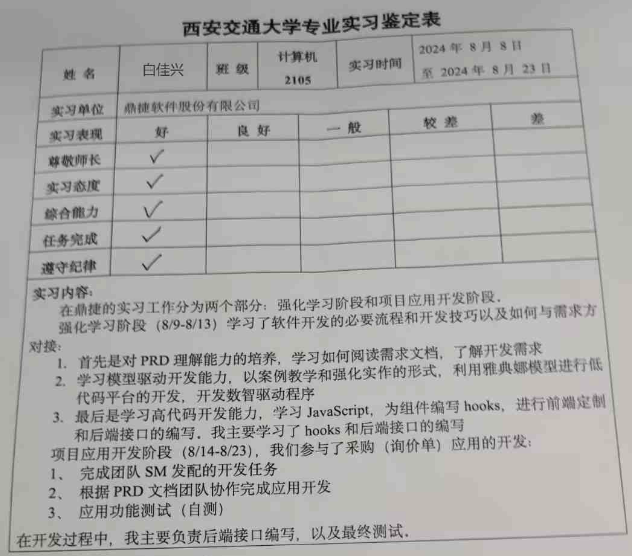 西安交通大学专业实习鉴定表
姓 名 白佳兴 班 级 计算机 2105 实习时间 2024 年 8 月 8 日 至 2024 年 8 月 23 日
实习单位 鼎捷软件股份有限公司
实习表现 好 良 好 一 般 较 差 差
尊敬师长 ✓
实习态度 ✓
综合能力 ✓
任务完成 ✓
遵守纪律 ✓
实习内容:
在鼎捷的实习工作分为两个部分:强化学习阶段和项目应用开发阶段.
强化学习阶段(8/9-8/13)学习了软件开发的必要流程和开发技巧以及如何与需求方
对接:
1. 首先是对 PRD 理解能力的培养,学习如何阅读需求文档,了解开发需求
2. 学习模型驱动开发能力,以案例教学和强化实作的形式,利用雅典娜模型进行低
代码平台的开发,开发数智驱动程序
3. 最后是学习高代码开发能力,学习 JavaScript,为组件编写 hooks,进行前端定制
和后端接口的编写.我主要学习了 hooks 和后端接口的编写
项目应用开发阶段(8/14-8/23),我们参与了采购(询价单)应用的开发:
1、 完成团队 SM 发配的开发任务
2、 根据 PRD 文档团队协作完成应用开发
3、 应用功能测试(自测)
在开发过程中,我主要负责后端接口编写,以及最终测试.